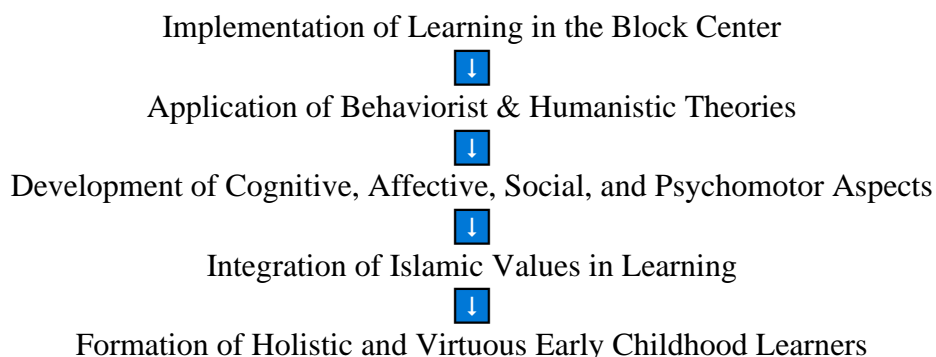 Implementation of Learning in the Block Center
↓
Application of Behaviorist & Humanistic Theories
↓
Development of Cognitive, Affective, Social, and Psychomotor Aspects
↓
Integration of Islamic Values in Learning
↓
Formation of Holistic and Virtuous Early Childhood Learners